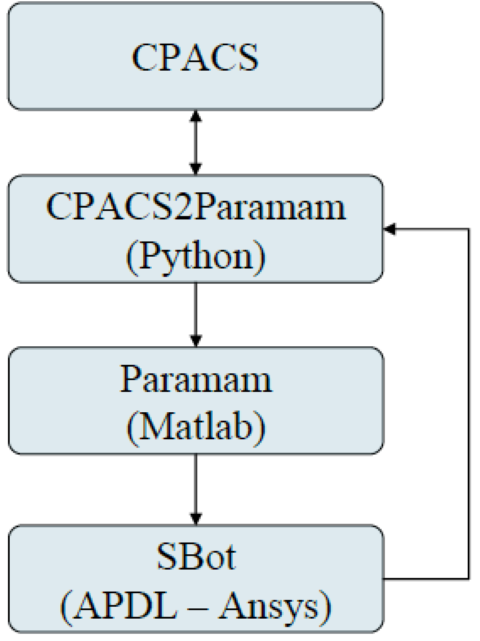 CPACS
CPACS2Paramam
(Python)
Paramam
(Matlab)
SBot
(APDL – Ansys)